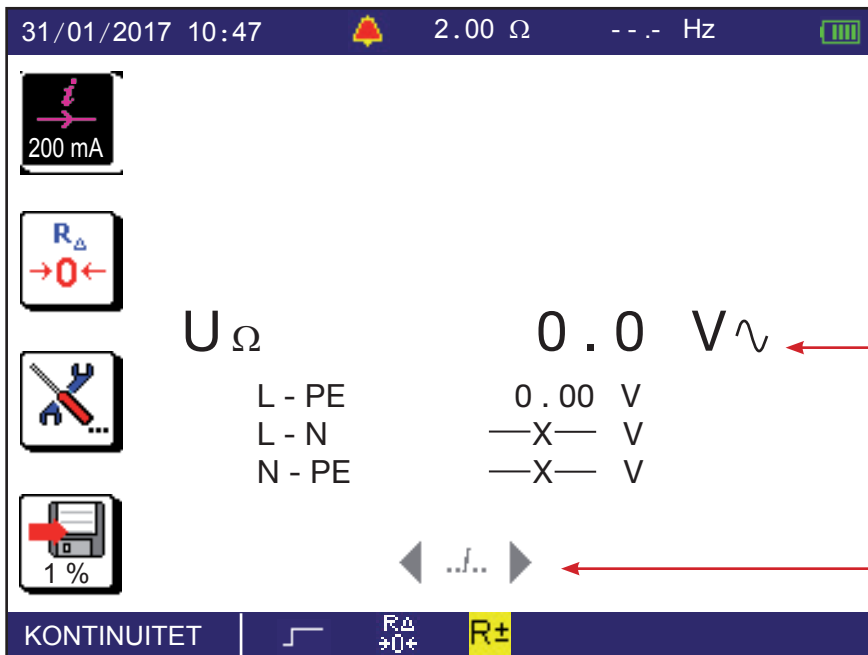 31/01/2017 10:47 2.00 Ω - - .- Hz
i
200 mA
RΔ
→0←
UΩ 0.0 V∿
...
L - PE 0.00 V
L - N —X— V
N - PE —X— V
1 %
../..
KONTINUITET RΔ →0← R±